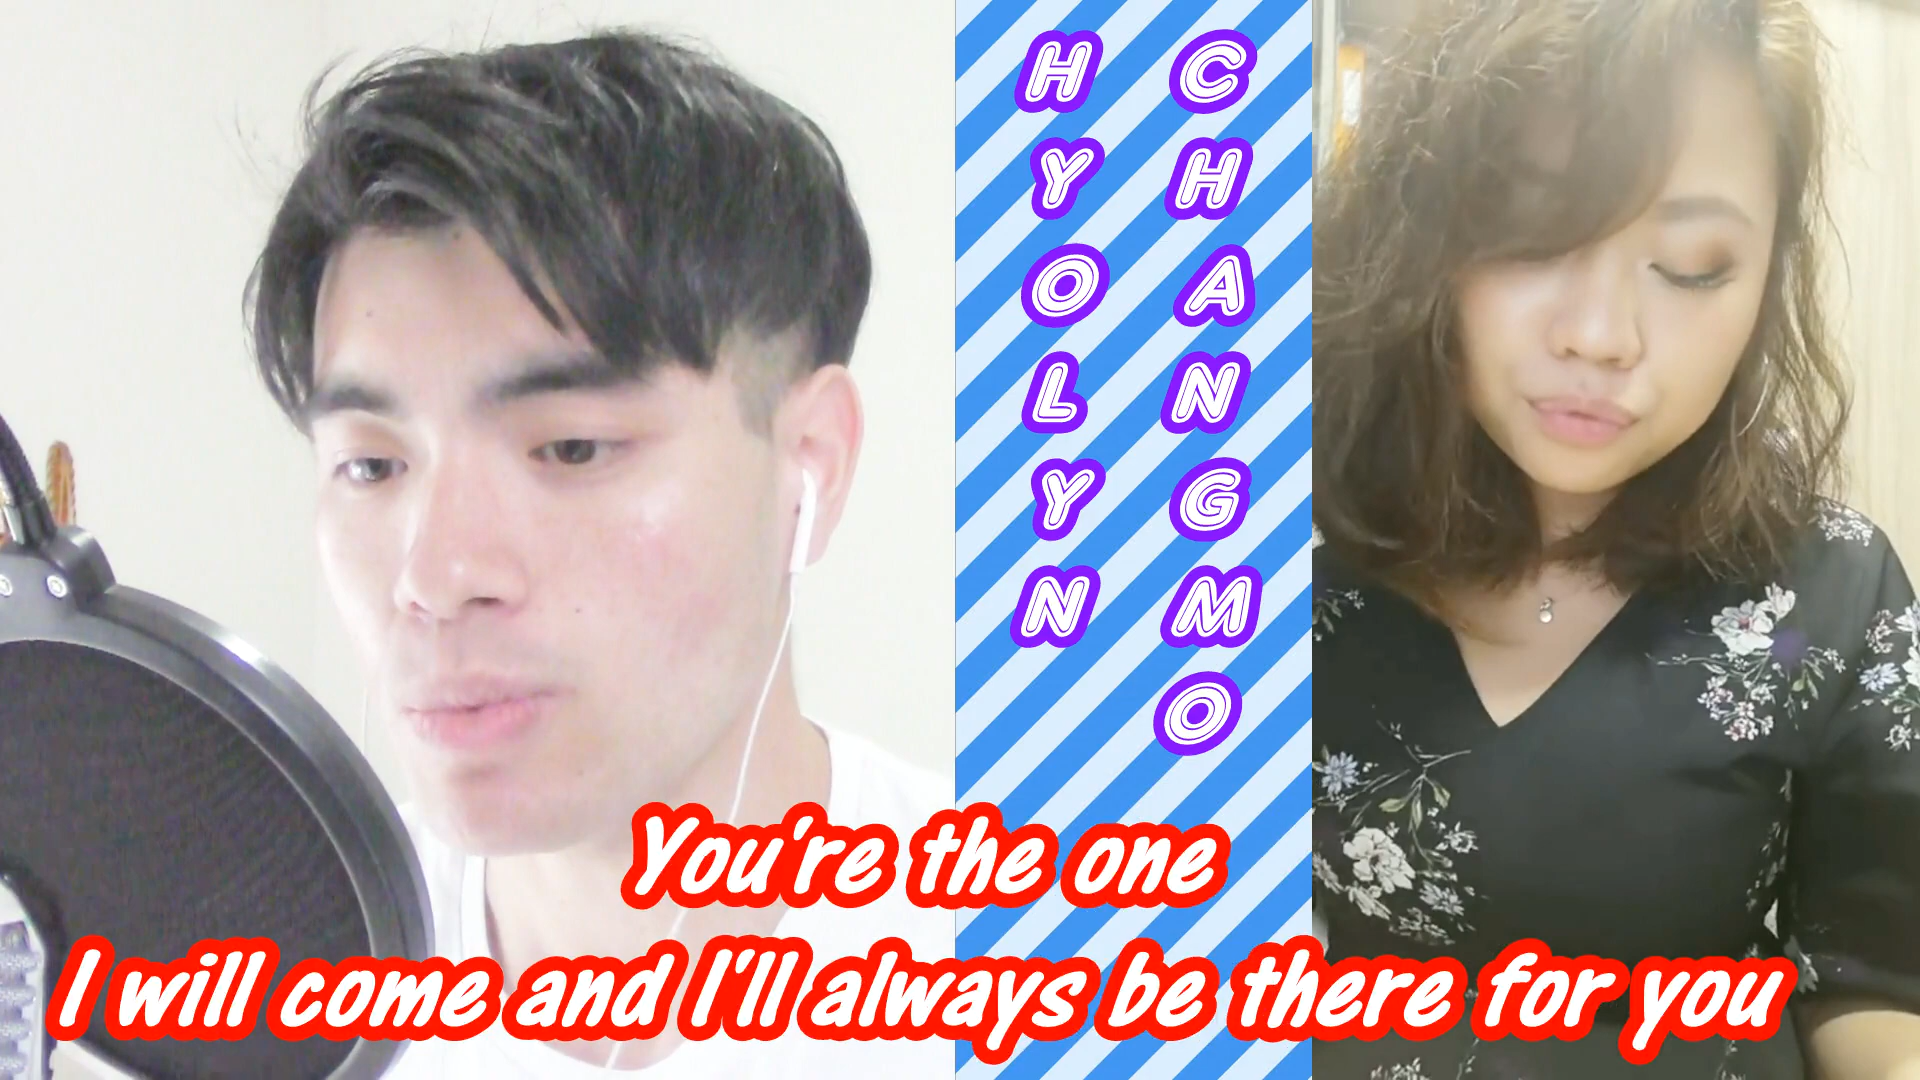 HYOLYN
CHANGMO
You're the one
I will come and I'll always be there for you